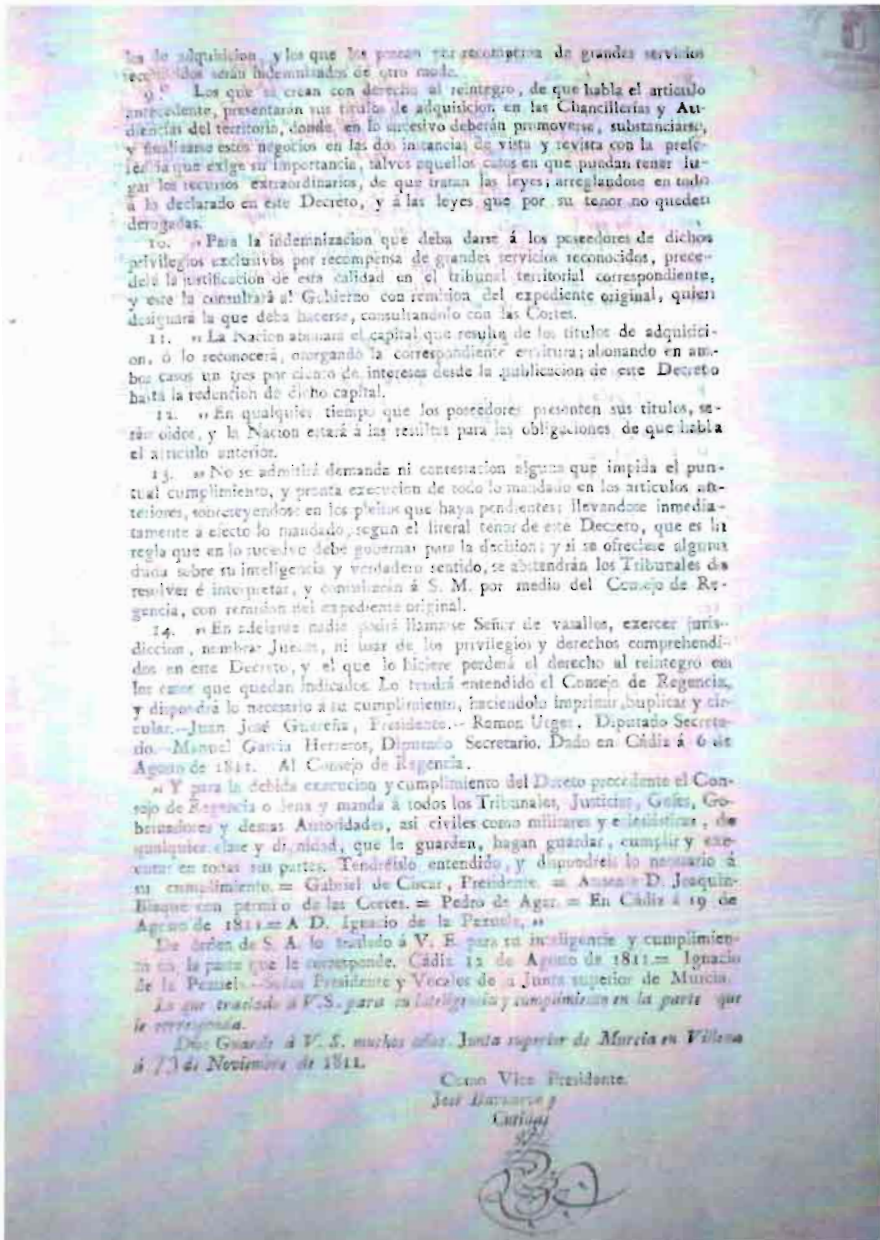 los de adquisicion, y los que los posean por recompensa de grandes servicios
reconocidos serán indemnizados de otro modo.
9.º Los que se crean con derecho al reintegro, de que habla el articulo
antecedente, presentarán sus titulos de adquisicion en las Chancillerías y Au-
diencias del territorio, donde en lo sucesivo deberán promoverse, substanciarse,
y finalizarse estos negocios en las dos instancias de vista y revista con la prefe-
rencia que exige su importancia, salvos aquellos casos en que puedan tener lu-
gar los recursos extraordinarios, de que tratan las leyes; arreglandose en todo
á lo declarado en este Decreto, y á las leyes que por su tenor no queden
derogadas.
10. „Para la indemnizacion que deba darse á los poseedores de dichos
privilegios exclusivos por recompensa de grandes servicios reconocidos, prece-
derá la justificacion de esta calidad en el tribunal territorial correspondiente,
y este la consultará al Gobierno con remision del expediente original, quien
designará la que deba hacerse, consultandolo con las Cortes.
11. „La Nacion abonará el capital que resulte de los titulos de adquisici-
on, ó lo reconocerá, otorgando la correspondiente escritura; abonando en am-
bos casos un tres por ciento de intereses desde la publicacion de este Decreto
hasta la redencion de dicho capital.
12. „En qualquier tiempo que los poseedores presenten sus titulos, se-
rán oidos, y la Nacion estará á las resultas para las obligaciones de que habla
el articulo anterior.
13. „No se admitirá demanda ni contestacion alguna que impida el pun-
tual cumplimiento, y pronta execucion de todo lo mandado en los articulos an-
teriores, sobreseyendose en los pleitos que haya pendientes; llevandose inmedia-
tamente á efecto lo mandado, segun el literal tenor de este Decreto, que es la
regla que en lo sucesivo debe gobernar para la decision; y si se ofreciese alguna
duda sobre su inteligencia y verdadero sentido, se abstendrán los Tribunales de
resolver é interpretar, y consultarán á S. M. por medio del Consejo de Re-
gencia, con remision del expediente original.
14. „En adelante nadie podrá llamarse Señor de vasallos, exercer juris-
diccion, nombrar Jueces, ni usar de los privilegios y derechos comprehendi-
dos en este Decreto, y el que lo hiciere perderá el derecho al reintegro en
los casos que quedan indicados. Lo tendrá entendido el Consejo de Regencia,
y dispondrá lo necesario á su cumplimiento, haciendolo imprimir, publicar y cir-
cular.--Juan José Guereña, Presidente.-- Ramon Utges. Diputado Secreta-
rio.--Manuel García Herreros, Diputado Secretario. Dado en Cádiz á 6 de
Agosto de 1811. Al Consejo de Regencia.
„Y para la debida execucion y cumplimiento del Decreto precedente el Con-
sejo de Regencia ordena y manda á todos los Tribunales, Justicias, Gefes, Go-
bernadores y demas Autoridades, asi civiles como militares y eclesiásticas, de
qualquier clase y dignidad, que le guarden, hagan guardar, cumplir y exe-
cutar en todas sus partes. Tendréislo entendido, y dispondréis lo necesario á
su cumplimiento. = Gabriel de Ciscar, Presidente. = Ausente D. Joaquin
Blaque con permiso de las Cortes. = Pedro de Agar. = En Cádiz á 19 de
Agosto de 1811.= A D. Ignacio de la Pezuela, „
De órden de S. A. lo traslado á V. E. para su inteligencia y cumplimien-
to en la parte que le corresponde. Cádiz 12 de Agosto de 1811.= Ignacio
de la Pezuela.--Señor Presidente y Vocales de la Junta superior de Murcia.
Lo que traslado á V.S. para su inteligencia y cumplimiento en la parte que
le corresponda.
Dios Guarde á V. S. muchos años. Junta superior de Murcia en Villena
á 23 de Noviembre de 1811.
Como Vice Presidente.
José